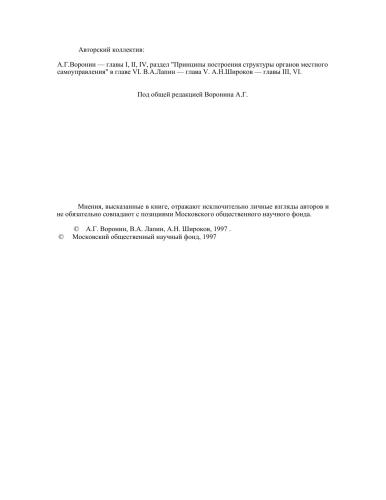 Авторский коллектив:
А.Г.Воронин — главы I, II, IV, раздел "Принципы построения структуры органов местного
самоуправления" в главе VI. В.А.Лапин — глава V. А.Н.Широков — главы III, VI.
Под общей редакцией Воронина А.Г.
Мнения, высказанные в книге, отражают исключительно личные взгляды авторов и
не обязательно совпадают с позициями Московского общественного научного фонда.
© А.Г. Воронин, В.А. Лапин, А.Н. Широков, 1997 .
© Московский общественный научный фонд, 1997